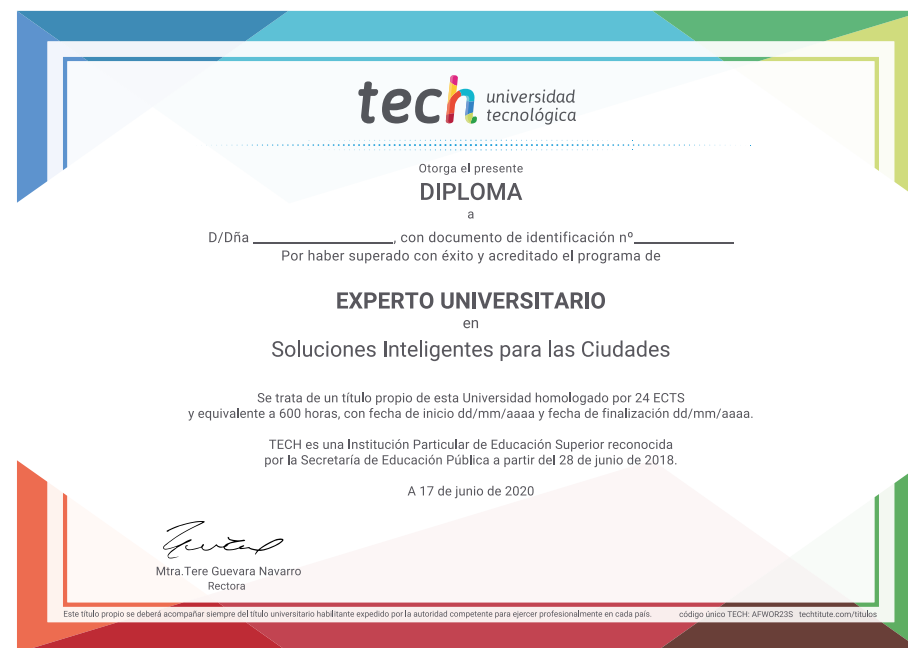 tech universidad
tecnológica
Otorga el presente
DIPLOMA
a
D/Dña ____________, con documento de identificación nº____________
Por haber superado con éxito y acreditado el programa de
EXPERTO UNIVERSITARIO
en
Soluciones Inteligentes para las Ciudades
Se trata de un título propio de esta Universidad homologado por 24 ECTS
y equivalente a 600 horas, con fecha de inicio dd/mm/aaaa y fecha de finalización dd/mm/aaaa.
TECH es una Institución Particular de Educación Superior reconocida
por la Secretaría de Educación Pública a partir del 28 de junio de 2018.
A 17 de junio de 2020
Mtra.Tere Guevara Navarro
Rectora
Este título propio se deberá acompañar siempre del título universitario habilitante expedido por la autoridad competente para ejercer profesionalmente en cada país. código único TECH: AFWOR23S techtitute.com/titulos